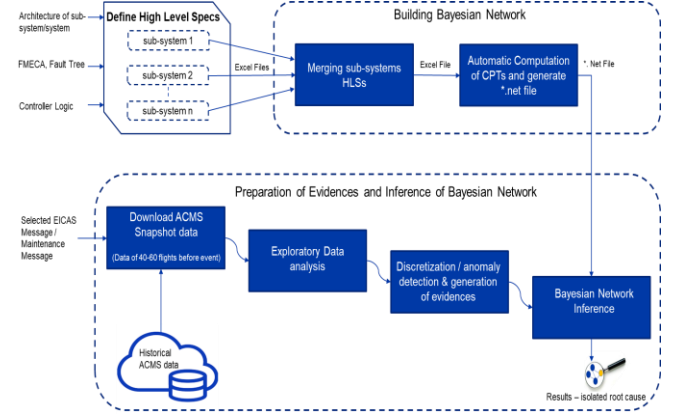 Building Bayesian Network
Architecture of sub-
system/system
FMECA, Fault Tree
Controller Logic
Define High Level Specs
sub-system 1
sub-system 2
sub-system n
Excel Files
Merging sub-systems
HLSs
Excel File
Automatic Computation
of CPTs and generate
*.net file
*. Net File
Preparation of Evidences and Inference of Bayesian Network
Selected EICAS
Message /
Maintenance
Message
Download ACMS
Snapshot data
(Data of 40-60 flights before event)
Exploratory Data
analysis
Discretization / anomaly
detection & generation
of evidences
Bayesian Network
Inference
Historical
ACMS data
Results – isolated root cause